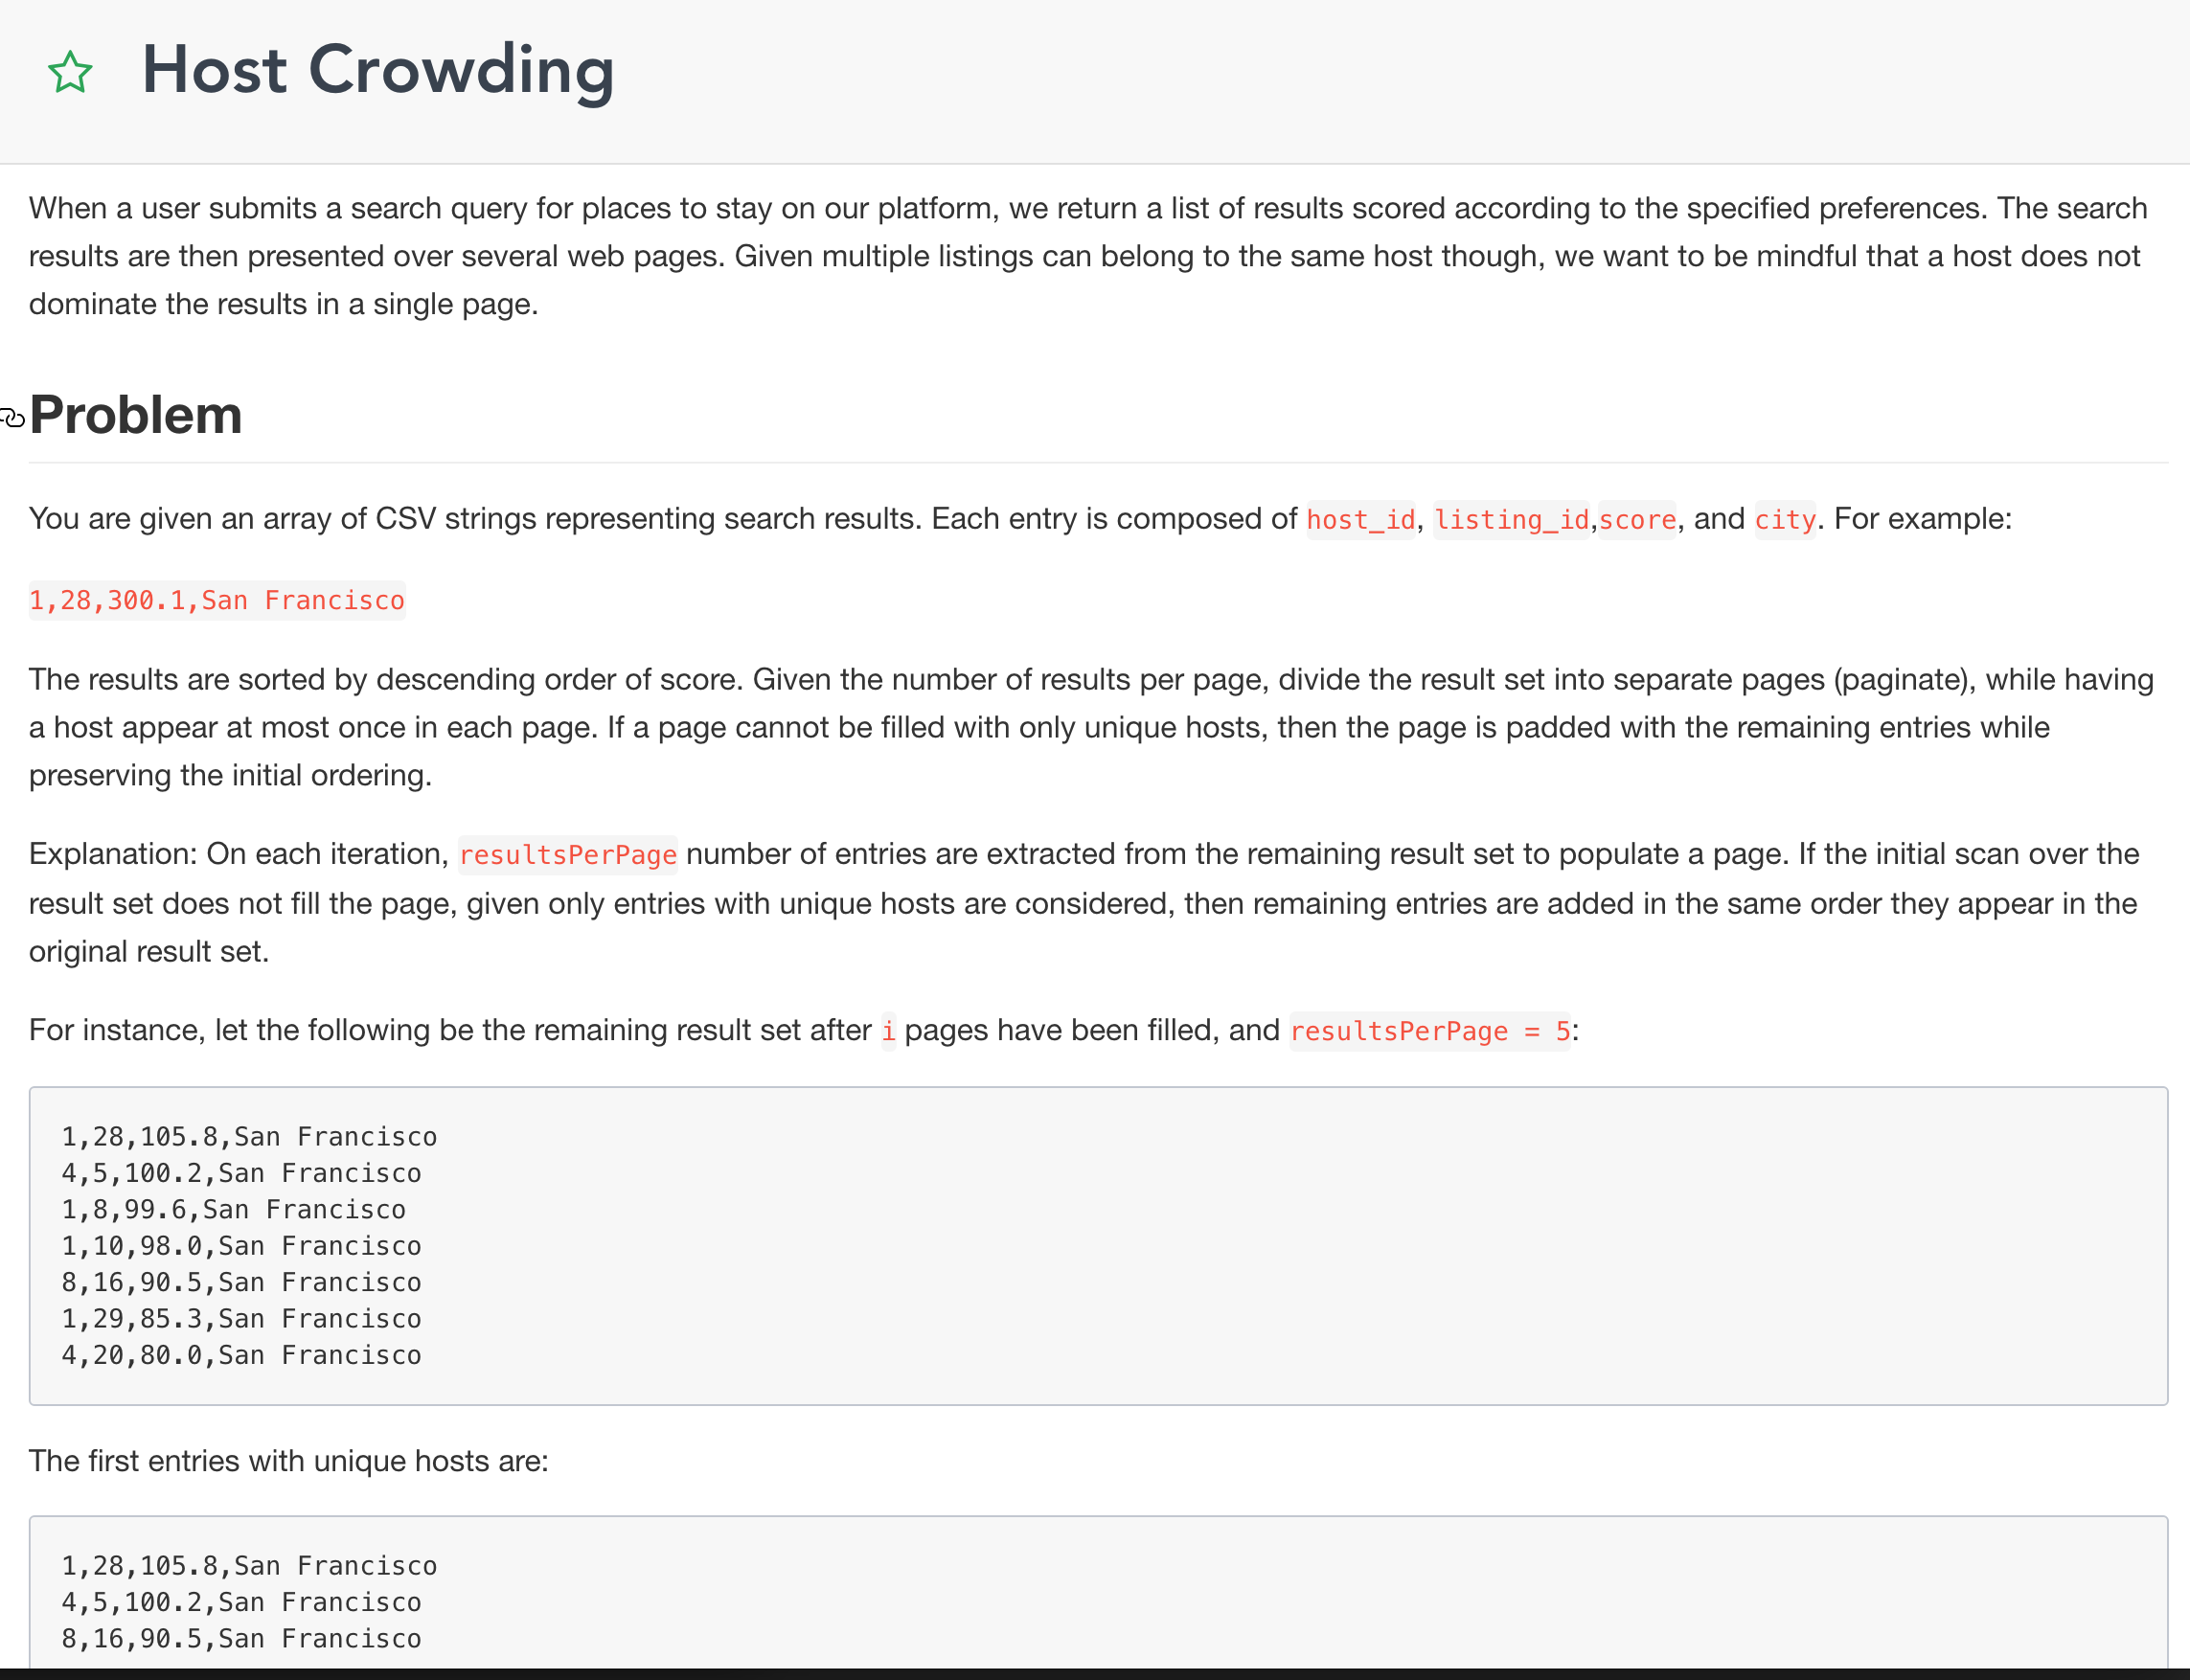 Host Crowding
When a user submits a search query for places to stay on our platform, we return a list of results scored according to the specified preferences. The search
results are then presented over several web pages. Given multiple listings can belong to the same host though, we want to be mindful that a host does not
dominate the results in a single page.
Problem
You are given an array of CSV strings representing search results. Each entry is composed of host_id, listing_id,score, and city. For example:
1,28,300.1,San Francisco
The results are sorted by descending order of score. Given the number of results per page, divide the result set into separate pages (paginate), while having
a host appear at most once in each page. If a page cannot be filled with only unique hosts, then the page is padded with the remaining entries while
preserving the initial ordering.
Explanation: On each iteration, resultsPerPage number of entries are extracted from the remaining result set to populate a page. If the initial scan over the
result set does not fill the page, given only entries with unique hosts are considered, then remaining entries are added in the same order they appear in the
original result set.
For instance, let the following be the remaining result set after i pages have been filled, and resultsPerPage = 5:
1,28,105.8,San Francisco
4,5,100.2,San Francisco
1,8,99.6,San Francisco
1,10,98.0,San Francisco
8,16,90.5,San Francisco
1,29,85.3,San Francisco
4,20,80.0,San Francisco
The first entries with unique hosts are:
1,28,105.8,San Francisco
4,5,100.2,San Francisco
8,16,90.5,San Francisco